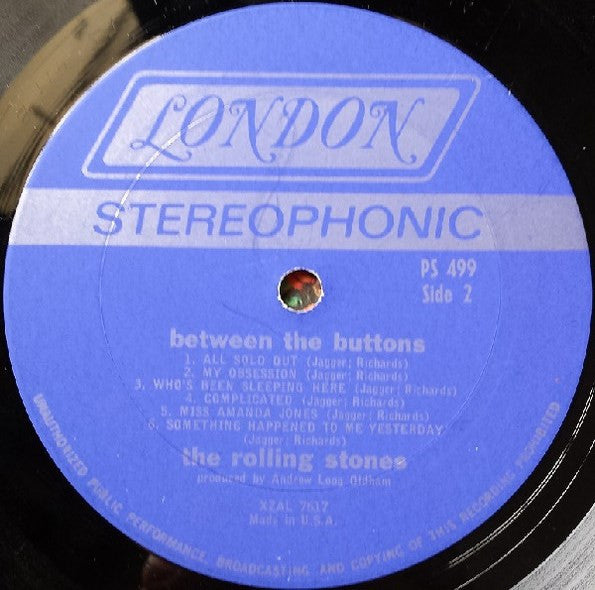 LONDON
STEREOPHONIC
PS 499
Side 2
between the buttons
1. ALL SOLD OUT (Jagger; Richards)
2. MY OBSESSION (Jagger; Richards)
3. WHO'S BEEN SLEEPING HERE (Jagger; Richards)
4. COMPLICATED (Jagger; Richards)
5. MISS AMANDA JONES (Jagger; Richards)
6. SOMETHING HAPPENED TO ME YESTERDAY
(Jagger; Richards)
the rolling stones
produced by Andrew Loog Oldham
XZAL 7517
Made in U.S.A.
UNAUTHORIZED PUBLIC PERFORMANCE, BROADCASTING AND COPYING OF THIS RECORDING PROHIBITED